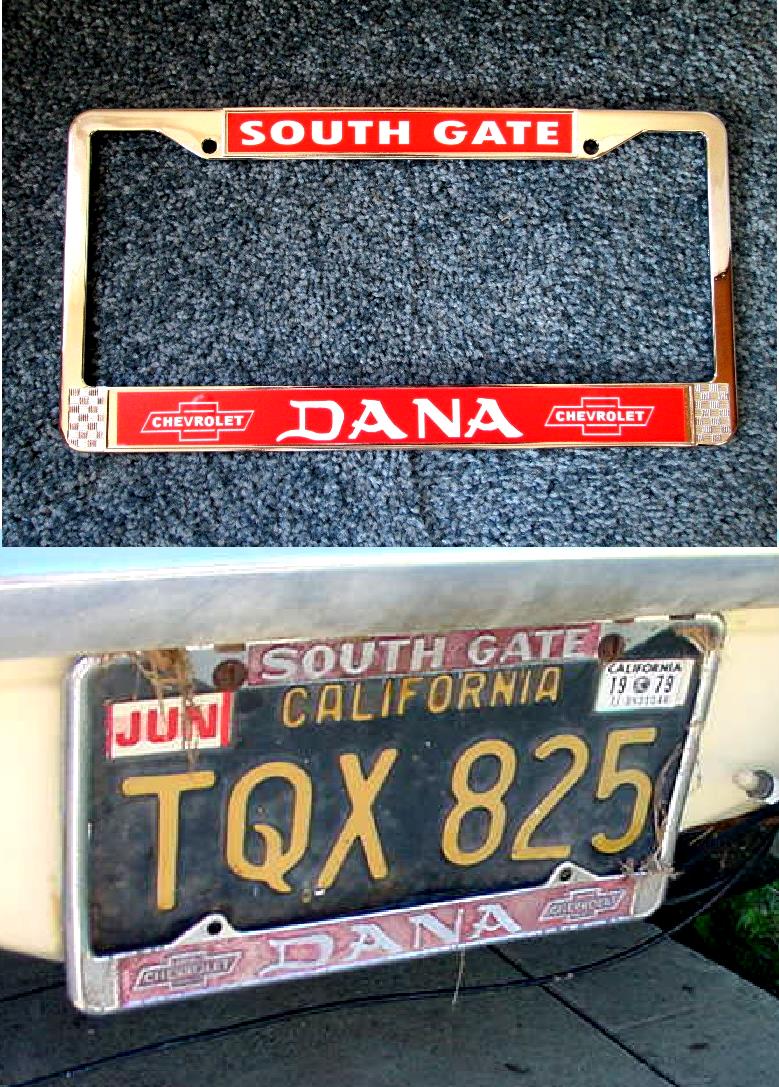 SOUTH GATE
CHEVROLET DANA CHEVROLET
SOUTH GATE
CALIFORNIA
JUN
CALIFORNIA
19 79
TQX 825
CHEVROLET DANA CHEVROLET